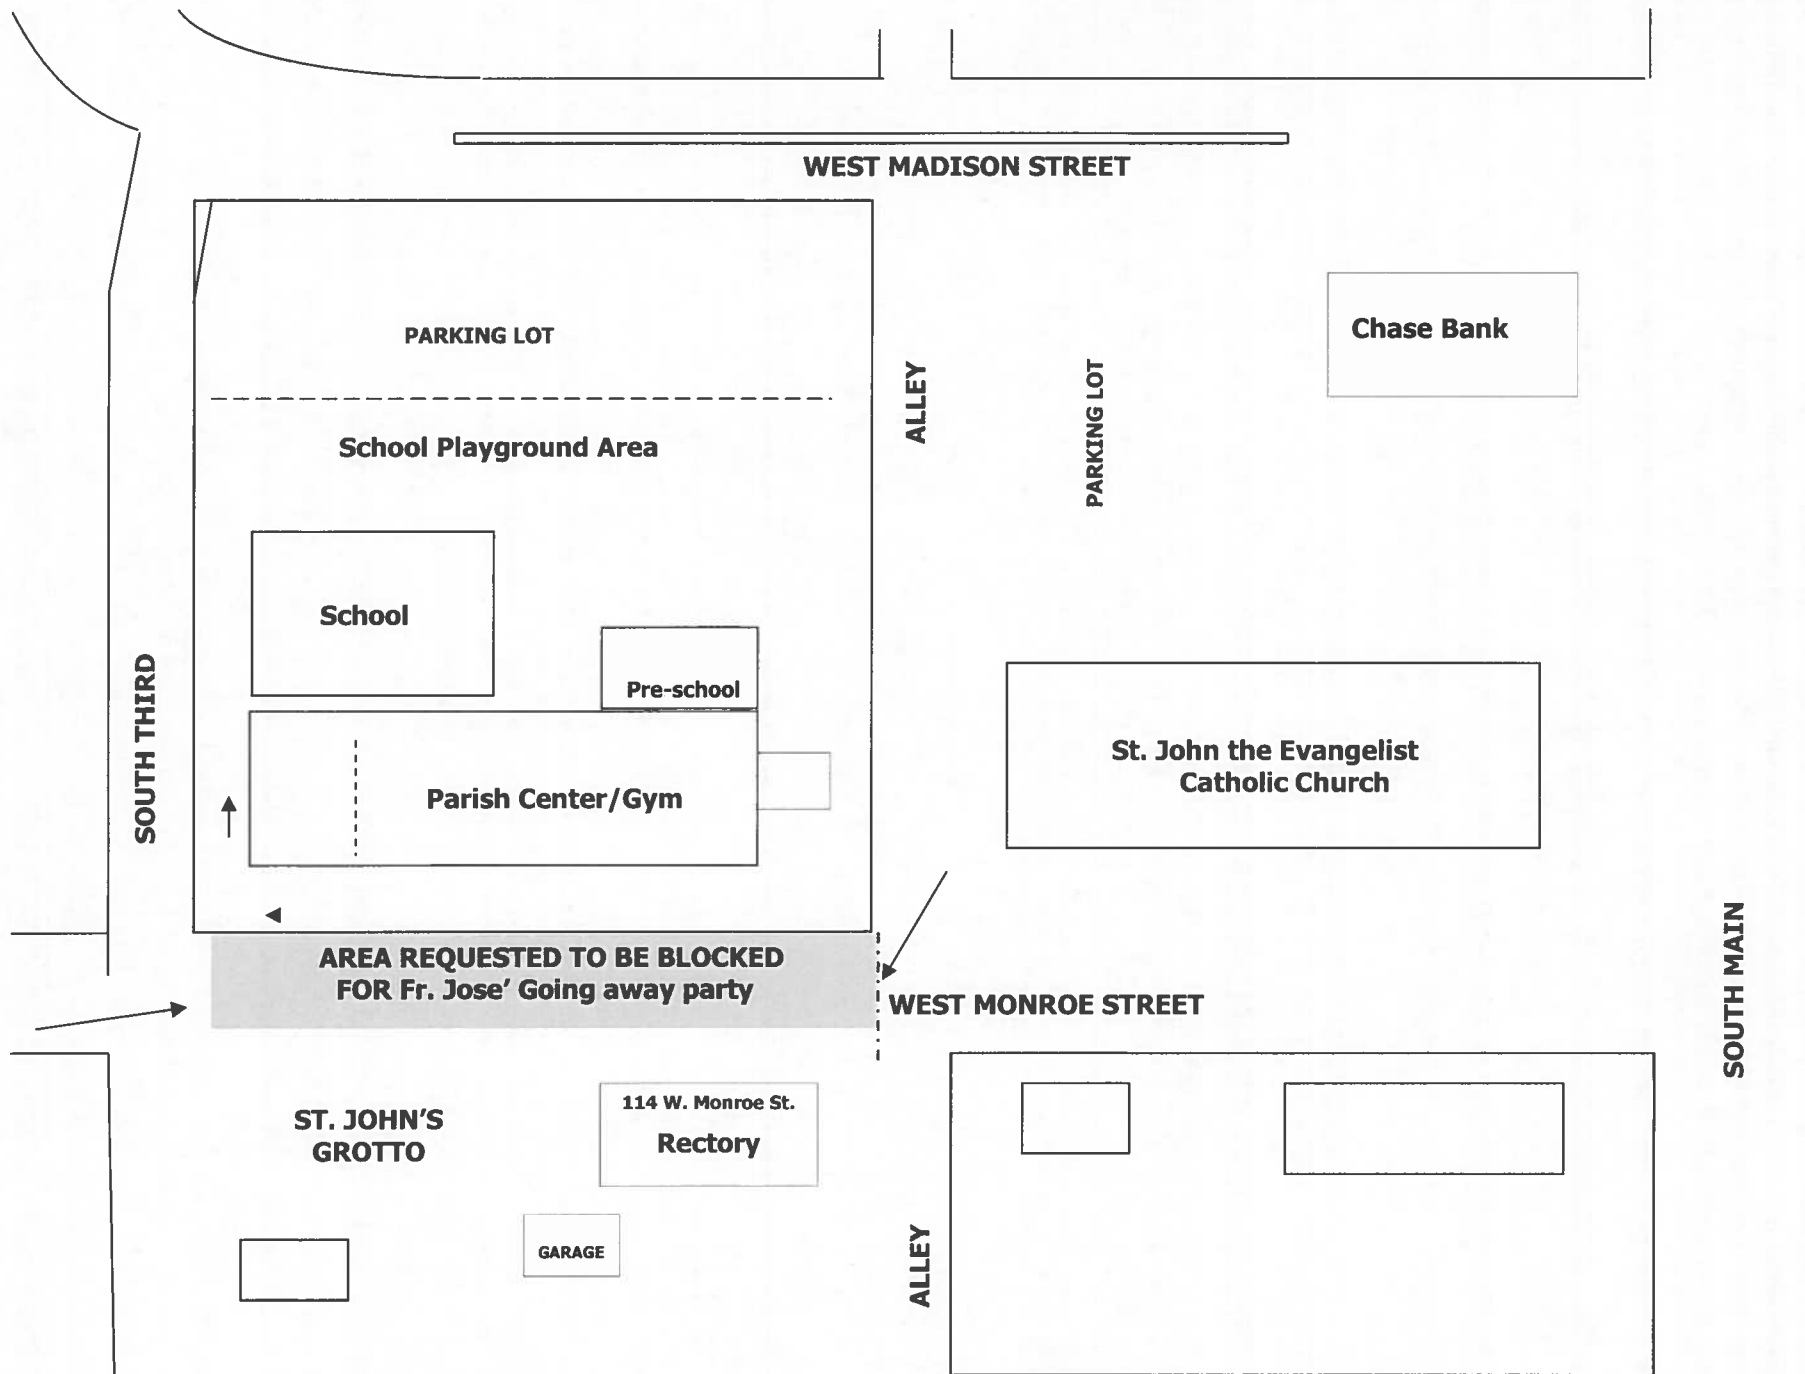 WEST MADISON STREET
PARKING LOT
Chase Bank
ALLEY
PARKING LOT
School Playground Area
School
Pre-school
SOUTH THIRD
Parish Center/Gym
St. John the Evangelist
Catholic Church
AREA REQUESTED TO BE BLOCKED
FOR Fr. Jose’ Going away party
WEST MONROE STREET
SOUTH MAIN
ST. JOHN’S
GROTTO
114 W. Monroe St.
Rectory
GARAGE
ALLEY